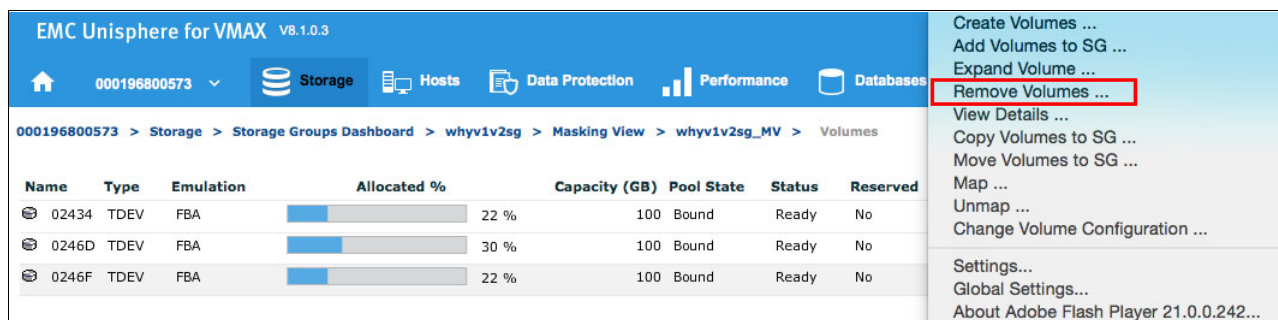 EMC Unisphere for VMAX V8.1.0.3
000196800573 Storage Hosts Data Protection Performance Databases
000196800573 > Storage > Storage Groups Dashboard > whyv1v2sg > Masking View > whyv1v2sg_MV > Volumes
Name Type Emulation Allocated % Capacity (GB) Pool State Status Reserved
02434 TDEV FBA 22 % 100 Bound Ready No
0246D TDEV FBA 30 % 100 Bound Ready No
0246F TDEV FBA 22 % 100 Bound Ready No
Create Volumes ...
Add Volumes to SG ...
Expand Volume ...
Remove Volumes ...
View Details ...
Copy Volumes to SG ...
Move Volumes to SG ...
Map ...
Unmap ...
Change Volume Configuration ...
Settings...
Global Settings...
About Adobe Flash Player 21.0.0.242...